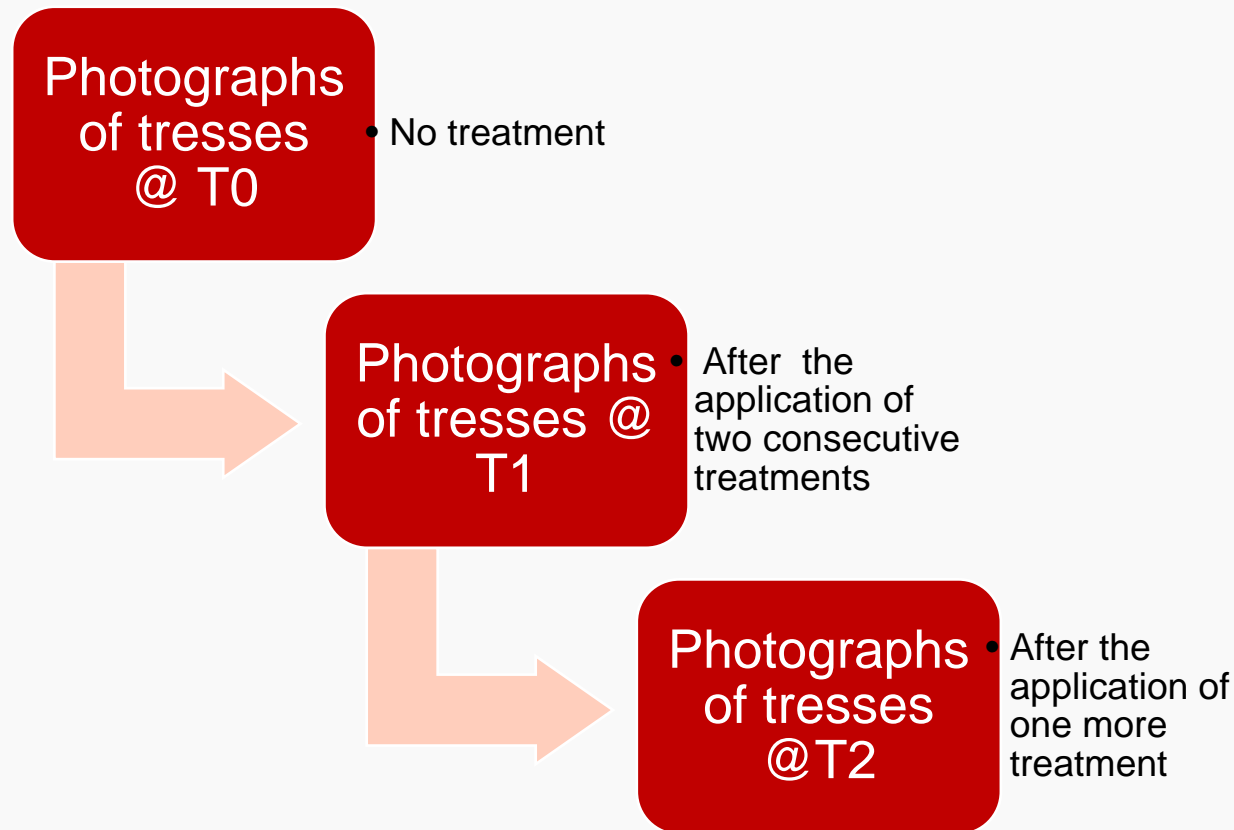 Photographs
of tresses
@ T0
• No treatment
Photographs
of tresses @
T1
• After the
application of
two consecutive
treatments
Photographs
of tresses
@T2
• After the
application of
one more
treatment